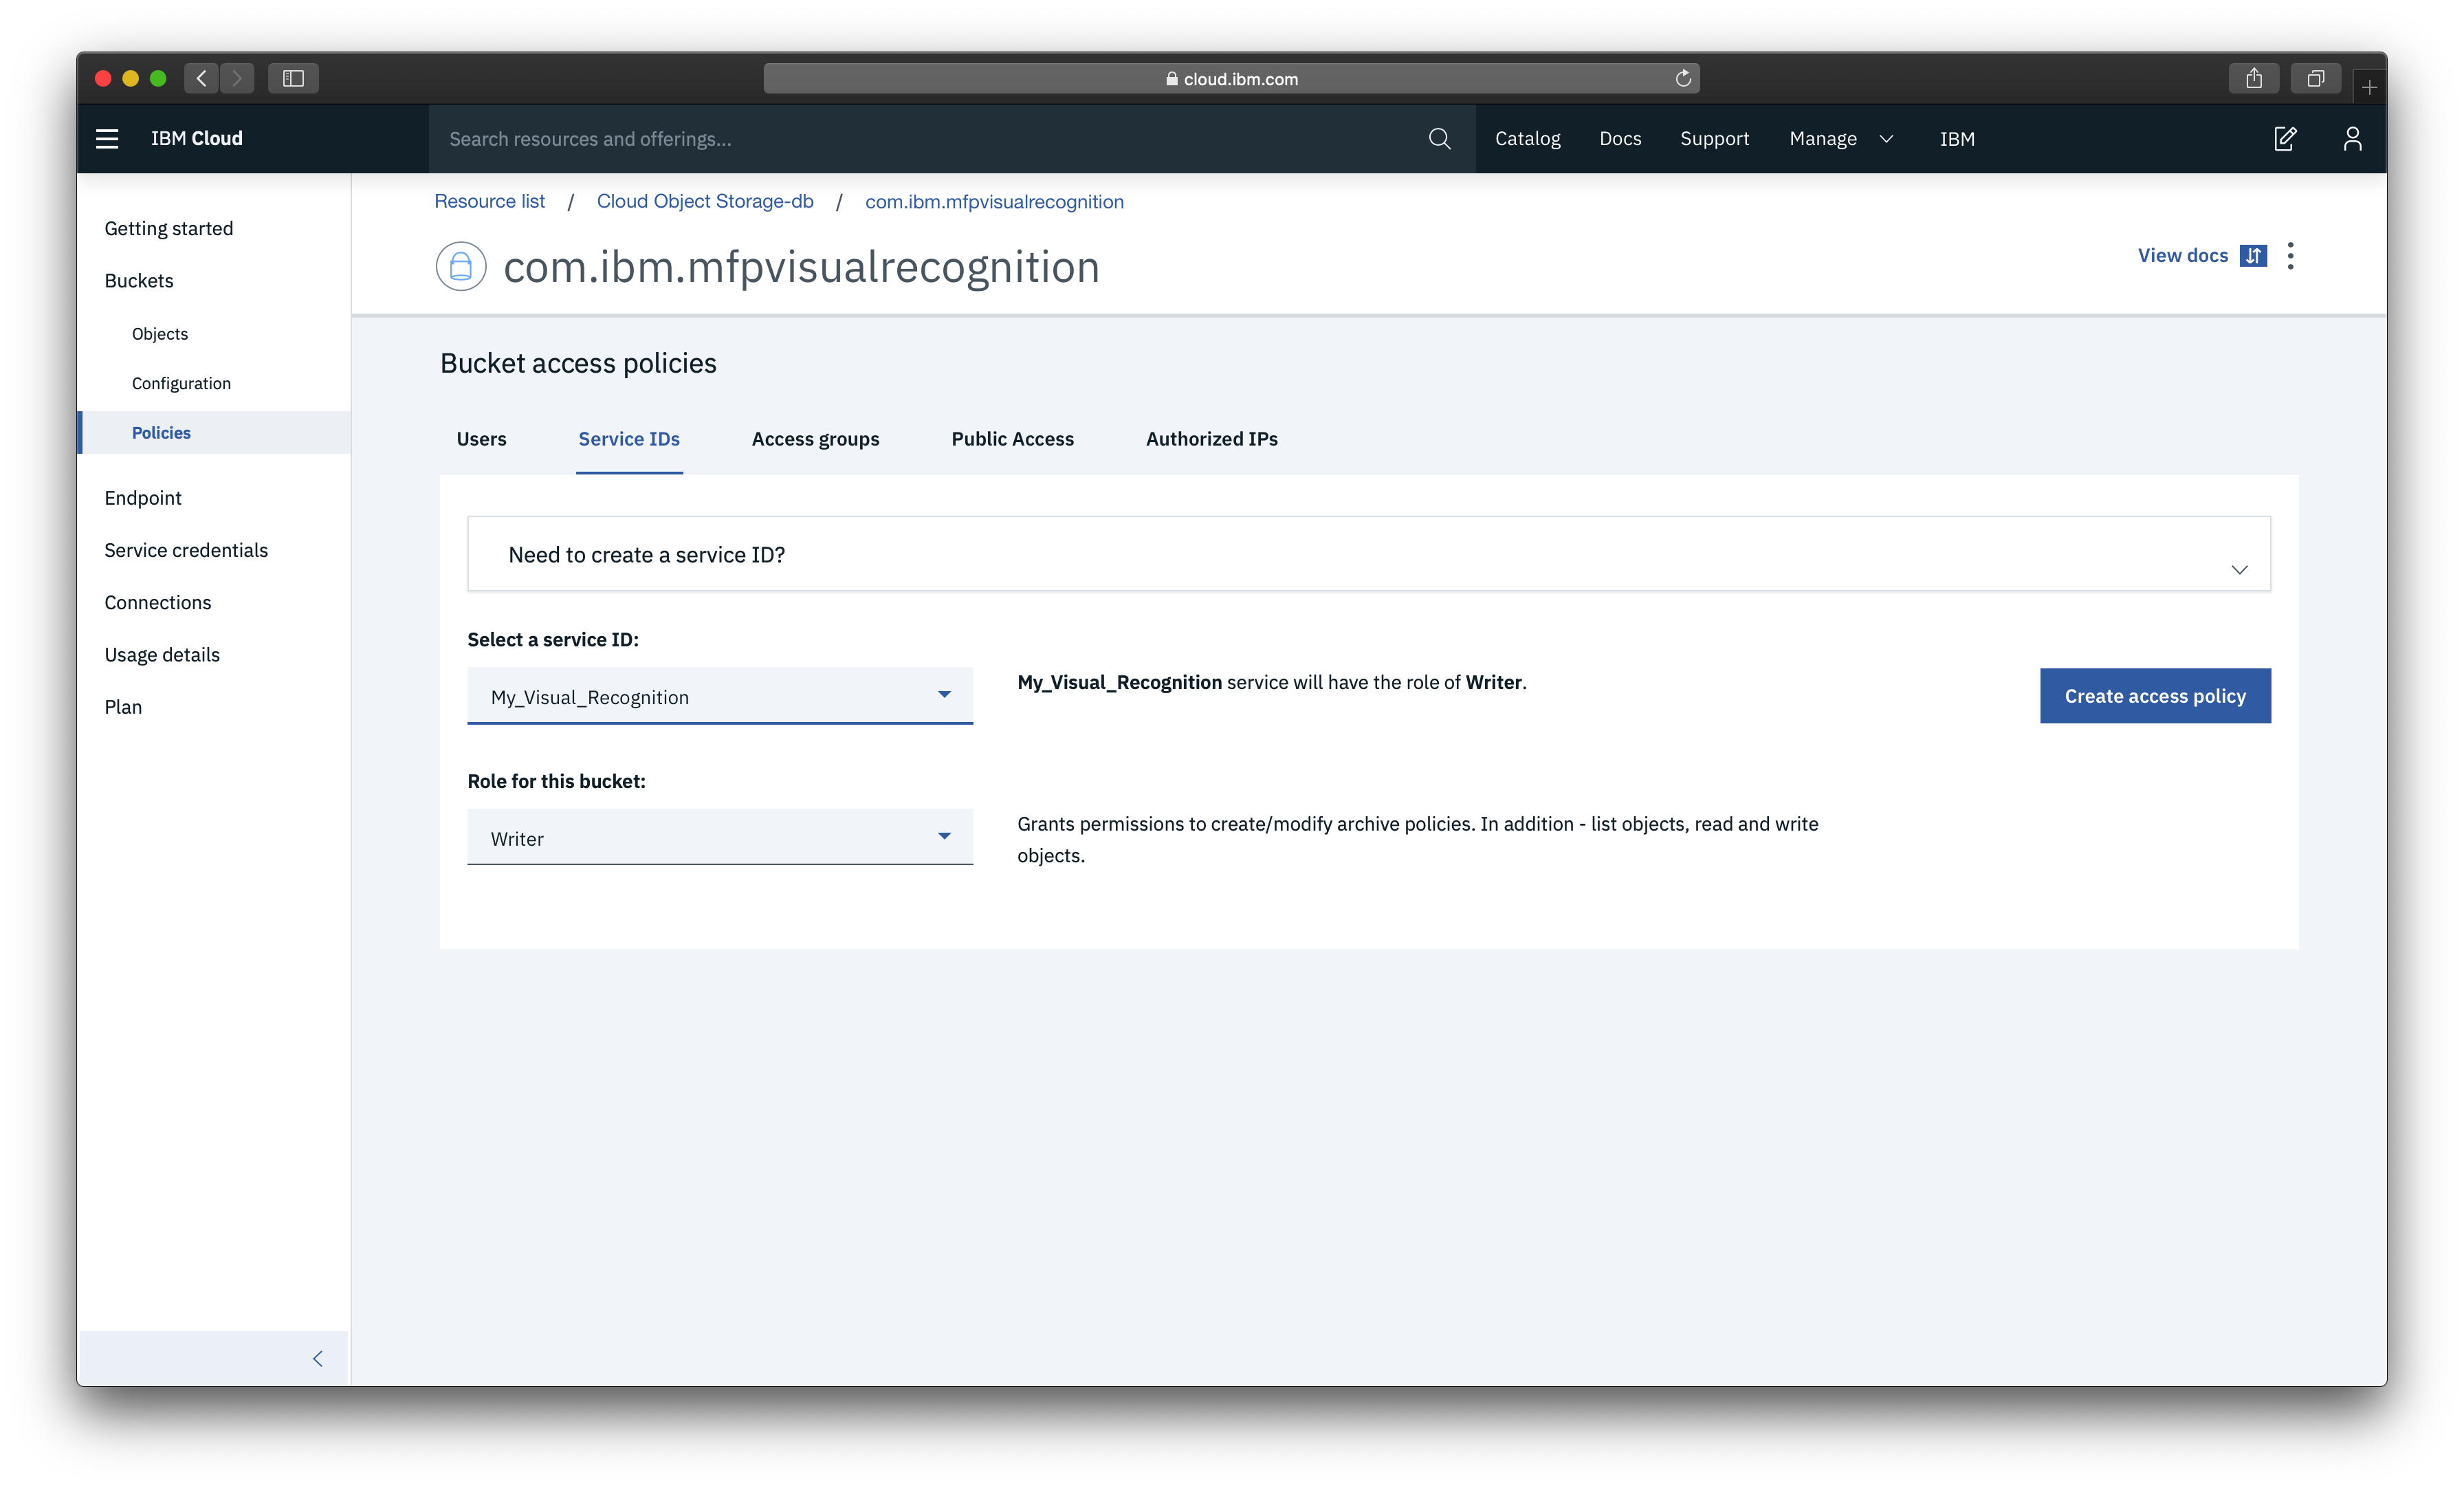 cloud.ibm.com
IBM Cloud
Search resources and offerings...
Catalog
Docs
Support
Manage
IBM
Getting started
Buckets
Objects
Configuration
Policies
Endpoint
Service credentials
Connections
Usage details
Plan
Resource list / Cloud Object Storage-db / com.ibm.mfpvisualrecognition
com.ibm.mfpvisualrecognition
View docs
Bucket access policies
Users
Service IDs
Access groups
Public Access
Authorized IPs
Need to create a service ID?
Select a service ID:
My_Visual_Recognition
My_Visual_Recognition service will have the role of Writer.
Create access policy
Role for this bucket:
Writer
Grants permissions to create/modify archive policies. In addition - list objects, read and write
objects.